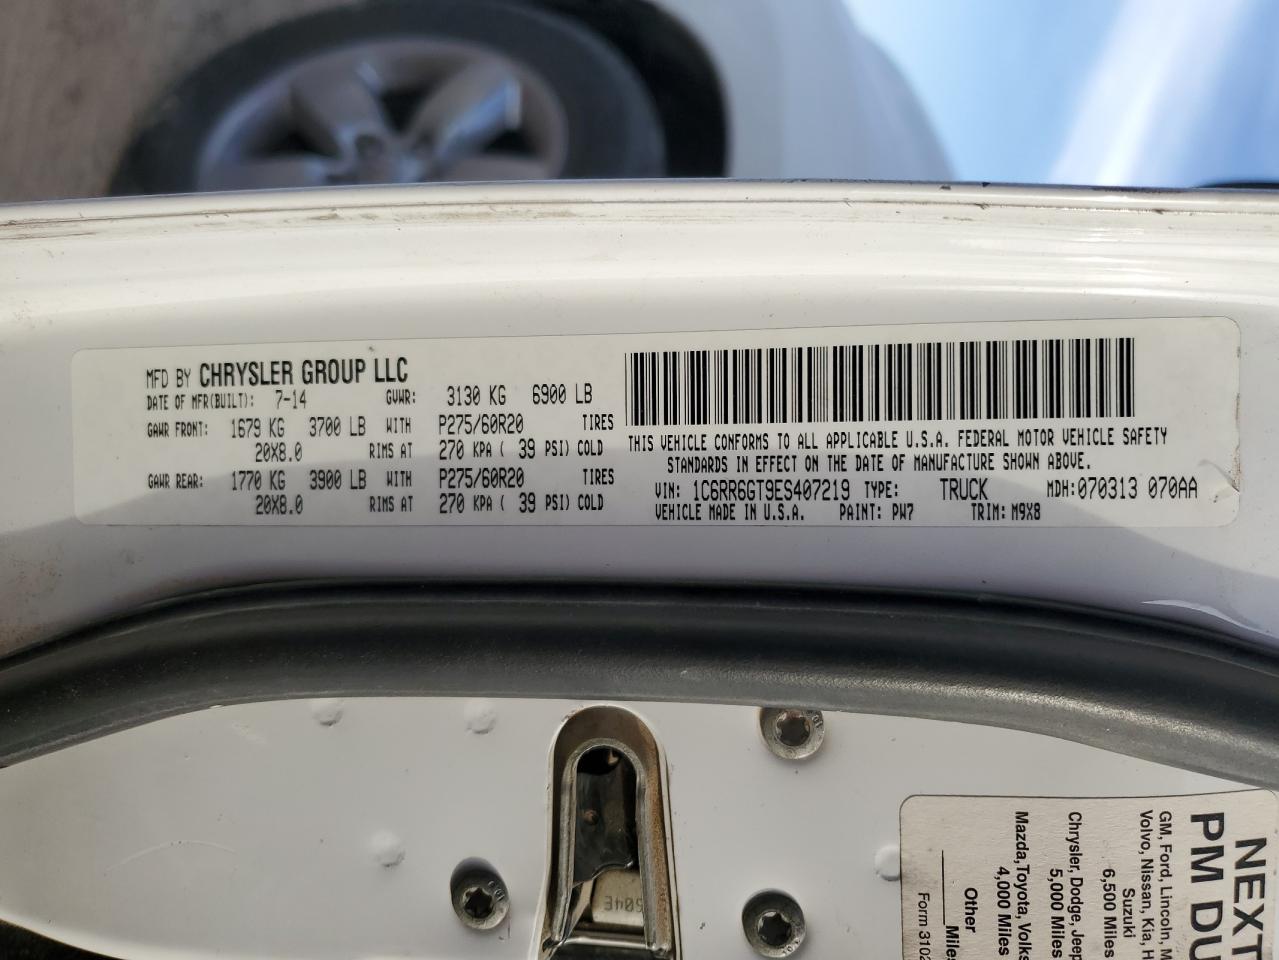 MFD BY CHRYSLER GROUP LLC
DATE OF MFR(BUILT): 7-14 GVWR: 3130 KG 6900 LB
GAWR FRONT: 1679 KG 3700 LB WITH P275/60R20 TIRES
20X8.0 RIMS AT 270 KPA ( 39 PSI) COLD
GAWR REAR: 1770 KG 3900 LB WITH P275/60R20 TIRES
20X8.0 RIMS AT 270 KPA ( 39 PSI) COLD
THIS VEHICLE CONFORMS TO ALL APPLICABLE U.S.A. FEDERAL MOTOR VEHICLE SAFETY
STANDARDS IN EFFECT ON THE DATE OF MANUFACTURE SHOWN ABOVE.
VIN: 1C6RR6GT9ES407219 TYPE: TRUCK MDH:070313 070AA
VEHICLE MADE IN U.S.A. PAINT: PW7 TRIM: M9X8
NEXT
PM DU
GM, Ford, Lincoln, M
Volvo, Nissan, Kia, H
Suzuki
6,500 Miles
Chrysler, Dodge, Jeep
5,000 Miles
Mazda, Toyota, Volks
4,000 Miles
Other
Miles
Form 3102